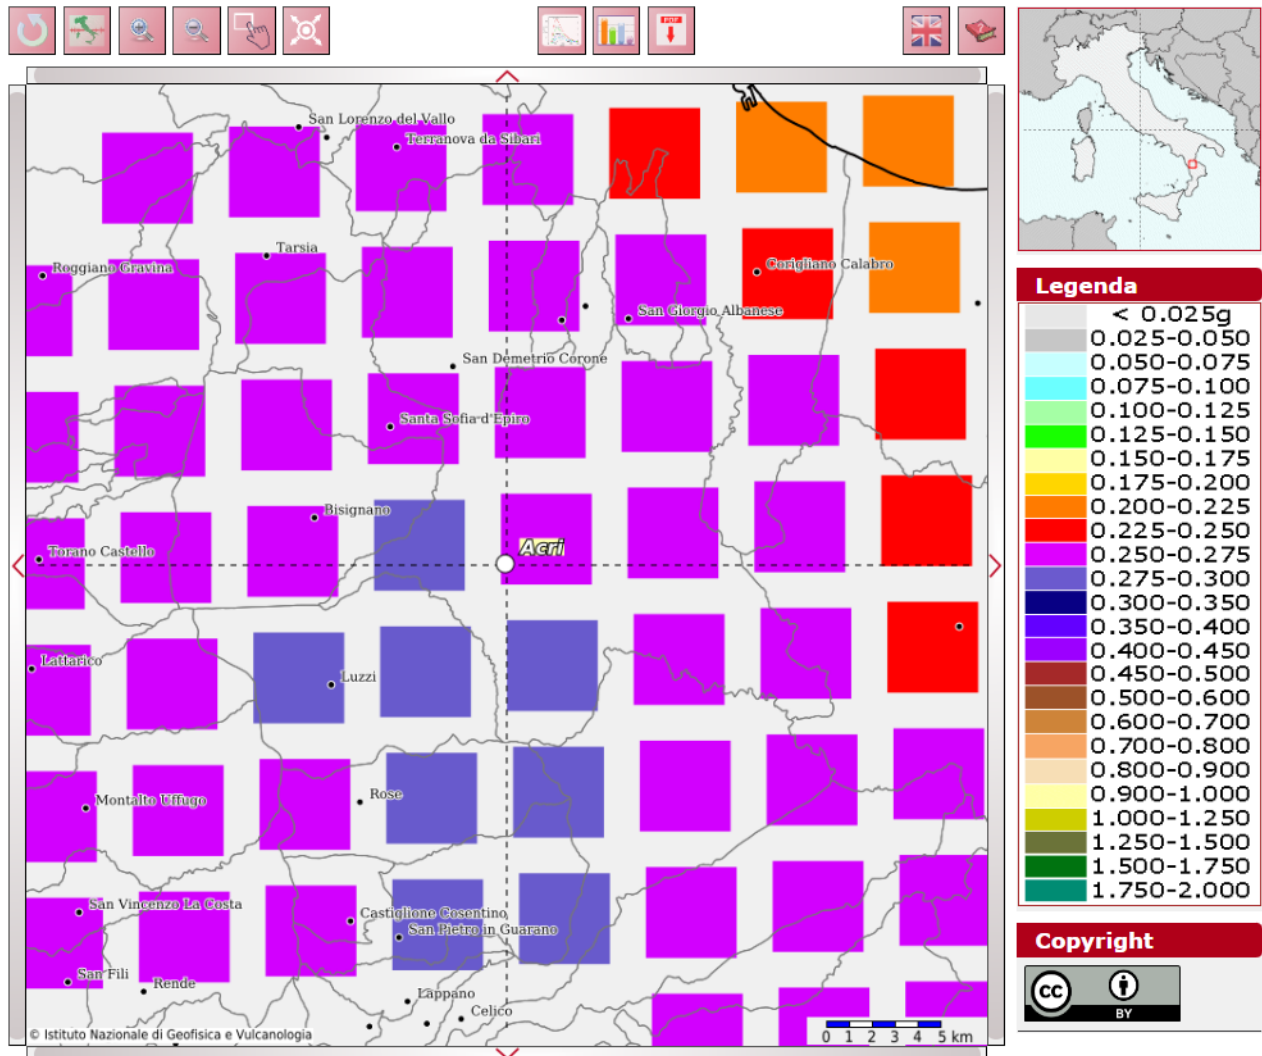 PDF
San Lorenzo del Vallo
Terranova da Sibari
Tarsia
Roggiano Gravina
Corigliano Calabro
San Giorgio Albanese
San Demetrio Corone
Santa Sofia d'Epiro
Bisignano
Acri
Torano Castello
Lattarico
Luzzi
Rose
Montalto Uffugo
San Vincenzo La Costa
Castiglione Cosentino
San Pietro in Guarano
San Fili
Rende
Lappano
Celico
© Istituto Nazionale di Geofisica e Vulcanologia
0 1 2 3 4 5 km
Legenda
< 0.025g
0.025-0.050
0.050-0.075
0.075-0.100
0.100-0.125
0.125-0.150
0.150-0.175
0.175-0.200
0.200-0.225
0.225-0.250
0.250-0.275
0.275-0.300
0.300-0.350
0.350-0.400
0.400-0.450
0.450-0.500
0.500-0.600
0.600-0.700
0.700-0.800
0.800-0.900
0.900-1.000
1.000-1.250
1.250-1.500
1.500-1.750
1.750-2.000
Copyright
cc
BY